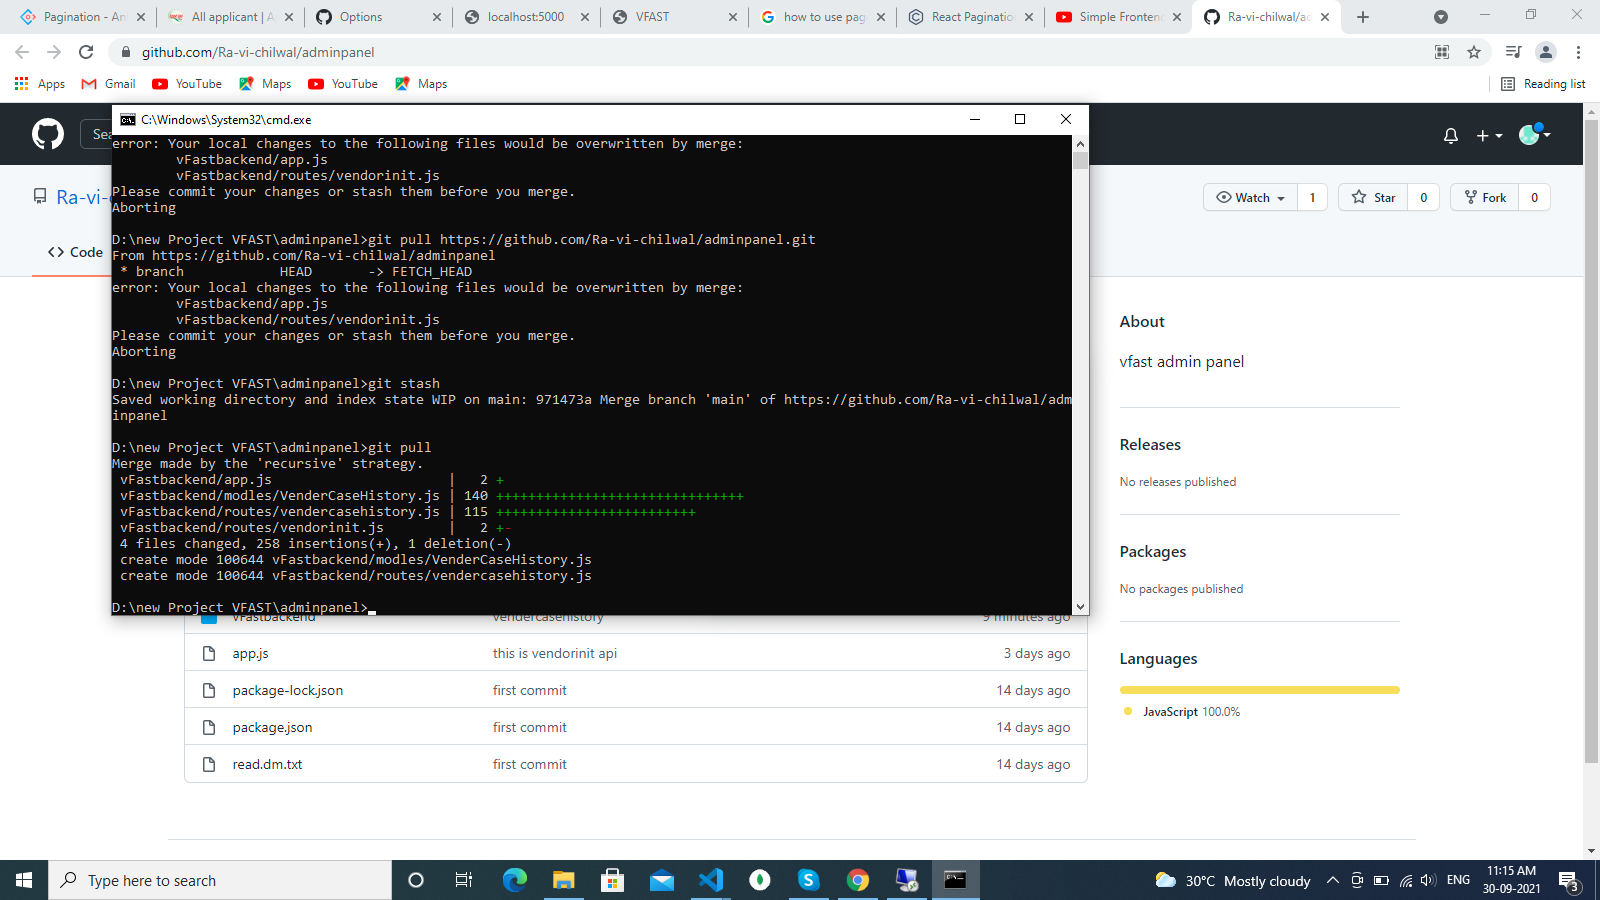 Pagination - An
All applicant | A
Options
localhost:5000
VFAST
how to use pag
React Paginatio
Simple Frontend
Ra-vi-chilwal/ad
github.com/Ra-vi-chilwal/adminpanel
Apps
Gmail
YouTube
Maps
YouTube
Maps
Reading list
C:\Windows\System32\cmd.exe
Sea
error: Your local changes to the following files would be overwritten by merge:
vFastbackend/app.js
vFastbackend/routes/vendorinit.js
Please commit your changes or stash them before you merge.
Aborting
D:\new Project VFAST\adminpanel>git pull https://github.com/Ra-vi-chilwal/adminpanel.git
From https://github.com/Ra-vi-chilwal/adminpanel
* branch            HEAD       -> FETCH_HEAD
error: Your local changes to the following files would be overwritten by merge:
vFastbackend/app.js
vFastbackend/routes/vendorinit.js
Please commit your changes or stash them before you merge.
Aborting
D:\new Project VFAST\adminpanel>git stash
Saved working directory and index state WIP on main: 971473a Merge branch 'main' of https://github.com/Ra-vi-chilwal/adm
inpanel
D:\new Project VFAST\adminpanel>git pull
Merge made by the 'recursive' strategy.
vFastbackend/app.js                      |   2 +
vFastbackend/modles/VenderCaseHistory.js | 140 +++++++++++++++++++++++++++++++
vFastbackend/routes/vendercasehistory.js | 115 +++++++++++++++++++++++++
vFastbackend/routes/vendorinit.js        |   2 +-
4 files changed, 258 insertions(+), 1 deletion(-)
create mode 100644 vFastbackend/modles/VenderCaseHistory.js
create mode 100644 vFastbackend/routes/vendercasehistory.js
D:\new Project VFAST\adminpanel>
Ra-vi-c
Watch 1
Star 0
Fork 0
Code
About
vfast admin panel
Releases
No releases published
Packages
No packages published
Languages
JavaScript 100.0%
vFastbackend vendercasehistory 9 minutes ago
app.js this is vendorinit api 3 days ago
package-lock.json first commit 14 days ago
package.json first commit 14 days ago
read.dm.txt first commit 14 days ago
Type here to search
30°C Mostly cloudy
ENG
11:15 AM
30-09-2021
3